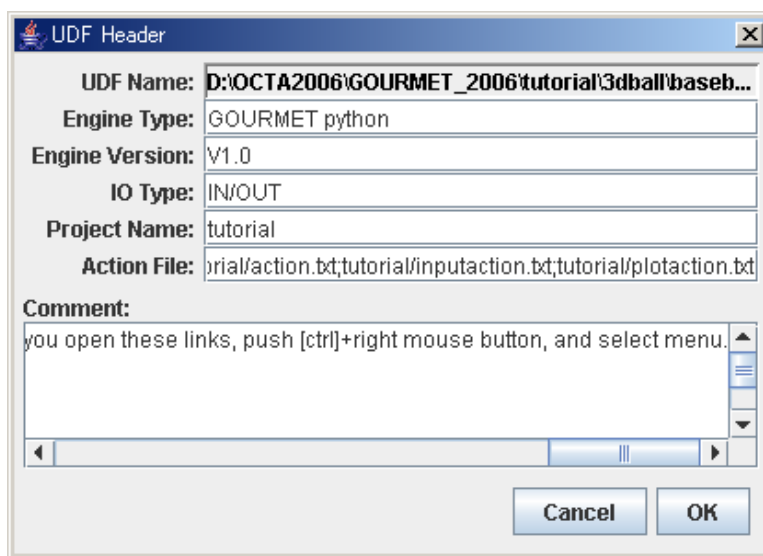 UDF Header
UDF Name: D:\OCTA2006\GOURMET_2006\tutorial\3dball\baseb...
Engine Type: GOURMET python
Engine Version: V1.0
IO Type: IN/OUT
Project Name: tutorial
Action File: orial/action.txt;tutorial/inputaction.txt;tutorial/plotaction.txt
Comment:
you open these links, push [ctrl]+right mouse button, and select menu.
Cancel OK